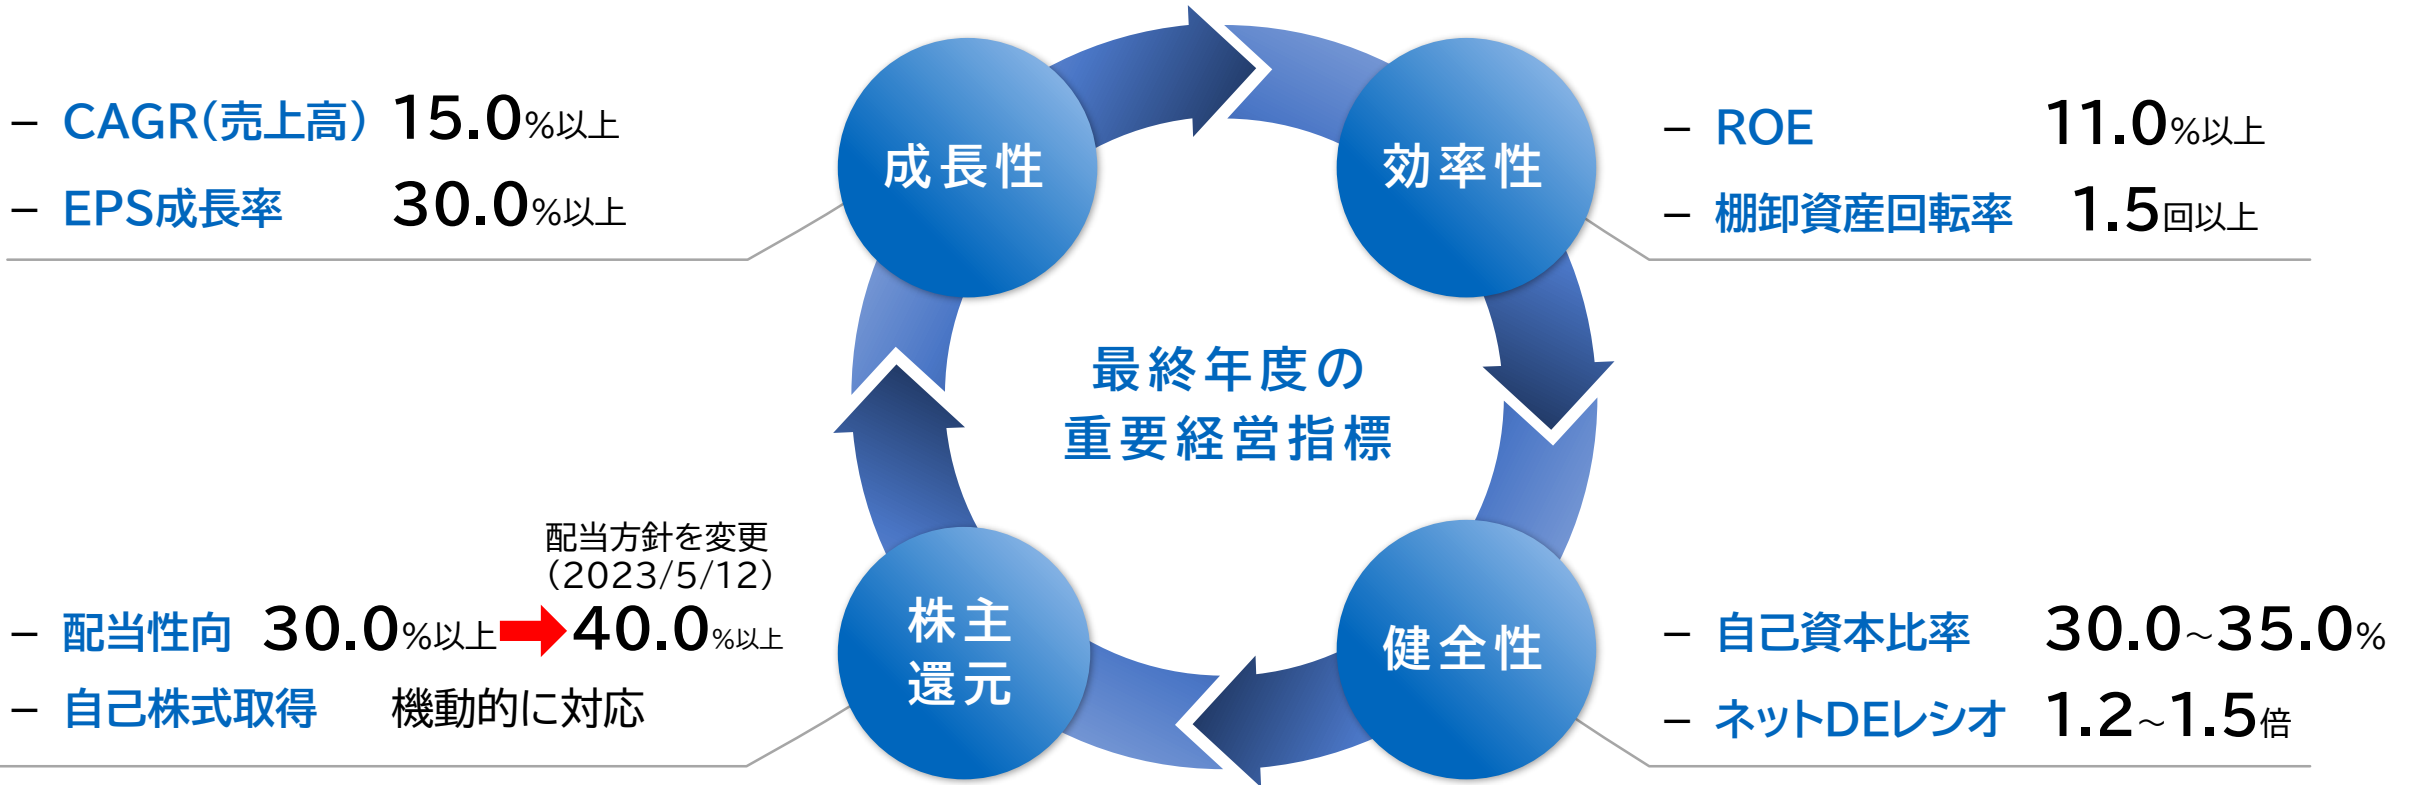 – CAGR(売上高) 15.0%以上
– EPS成長率 30.0%以上
成長性
効率性
– ROE 11.0%以上
– 棚卸資産回転率 1.5回以上
最終年度の
重要経営指標
配当方針を変更
(2023/5/12)
– 配当性向 30.0%以上 40.0%以上
– 自己株式取得 機動的に対応
株主
還元
健全性
– 自己資本比率 30.0~35.0%
– ネットDEレシオ 1.2~1.5倍